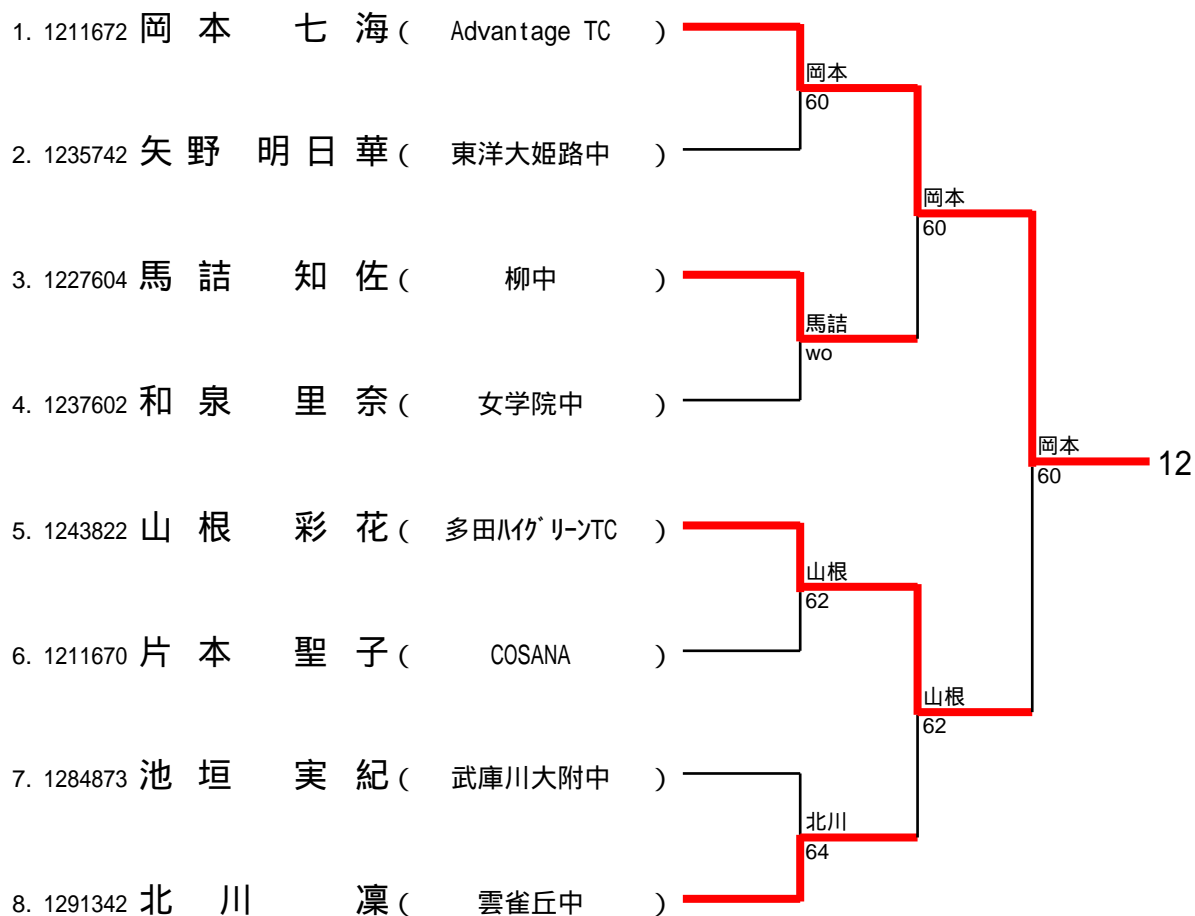 1. 1211672 岡本 七海 ( Advantage TC )
岡本
60
2. 1235742 矢野 明日華 ( 東洋大姫路中 )
岡本
60
3. 1227604 馬詰 知佐 ( 柳中 )
馬詰
wo
4. 1237602 和泉 里奈 ( 女学院中 )
岡本
60
12
5. 1243822 山根 彩花 ( 多田ﾊｲｸﾞﾘｰﾝTC )
山根
62
6. 1211670 片本 聖子 ( COSANA )
山根
62
7. 1284873 池垣 実紀 ( 武庫川大附中 )
北川
64
8. 1291342 北川 凜 ( 雲雀丘中 )